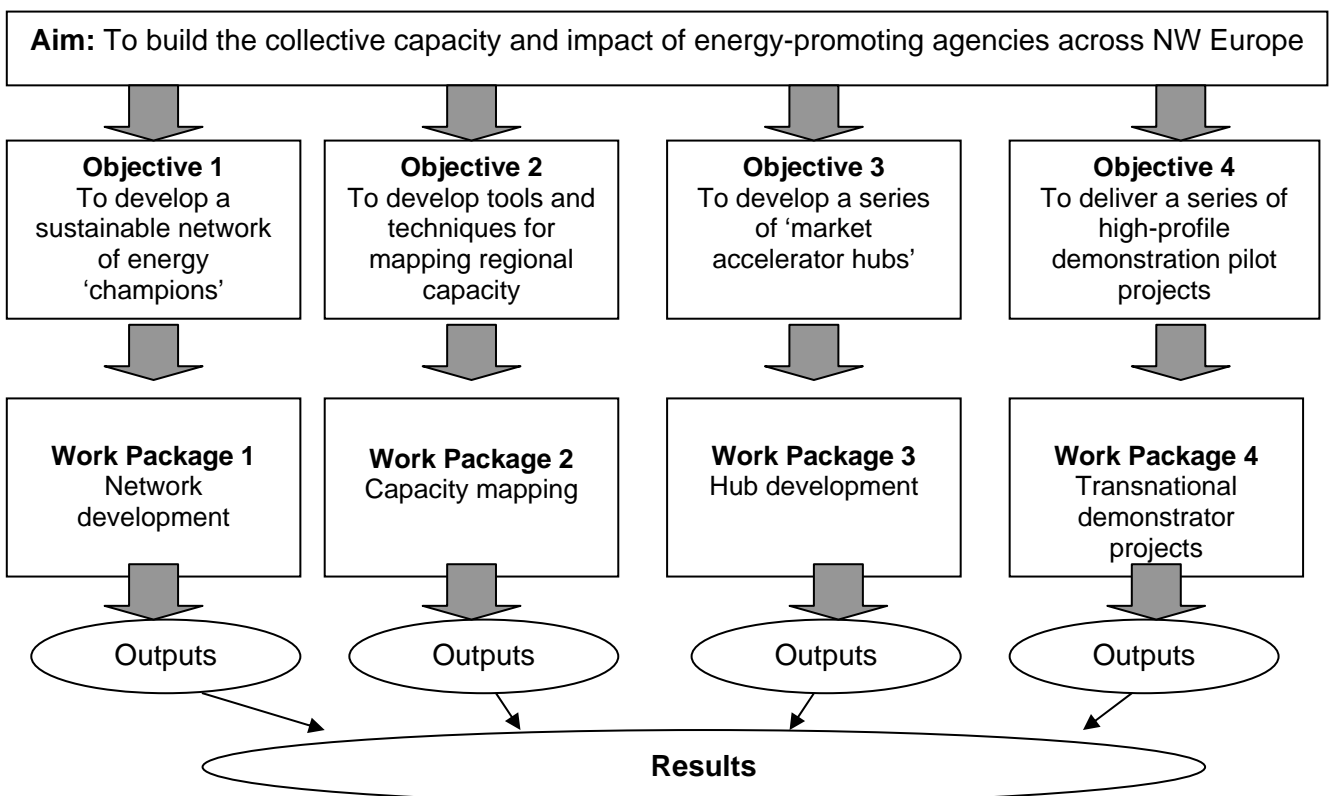 Aim: To build the collective capacity and impact of energy-promoting agencies across NW Europe
Objective 1
To develop a
sustainable network
of energy
‘champions’
Objective 2
To develop tools and
techniques for
mapping regional
capacity
Objective 3
To develop a series
of ‘market
accelerator hubs’
Objective 4
To deliver a series of
high-profile
demonstration pilot
projects
Work Package 1
Network
development
Work Package 2
Capacity mapping
Work Package 3
Hub development
Work Package 4
Transnational
demonstrator
projects
Outputs
Outputs
Outputs
Outputs
Results